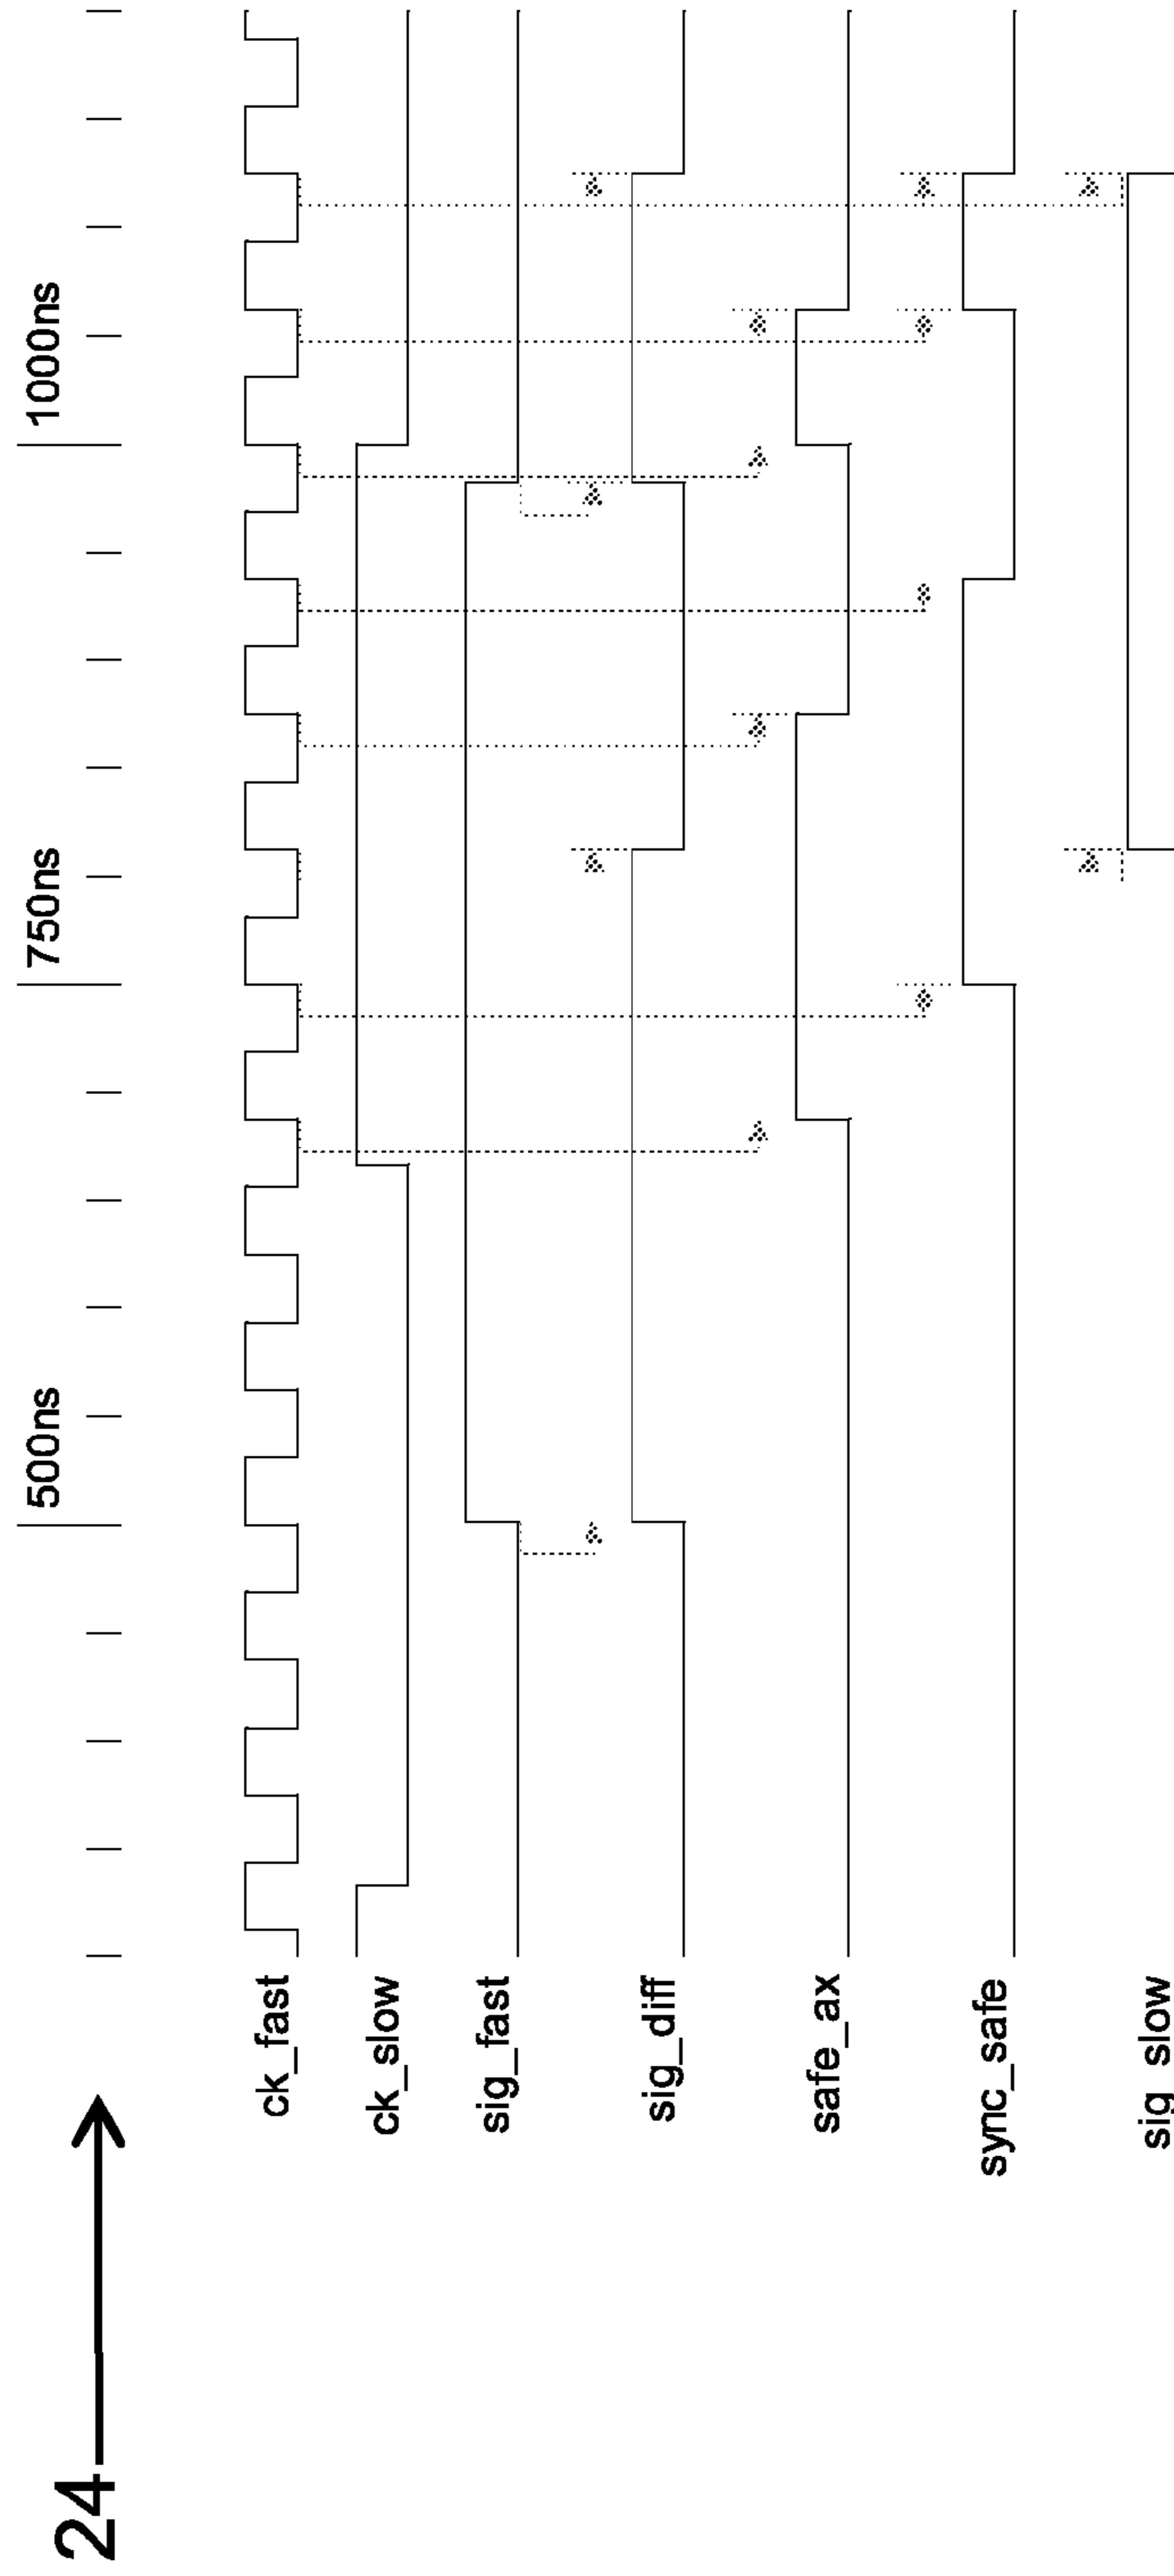 24
500ns 750ns 1000ns
ck_fast
ck_slow
sig_fast
sig_diff
safe_ax
sync_safe
sig_slow